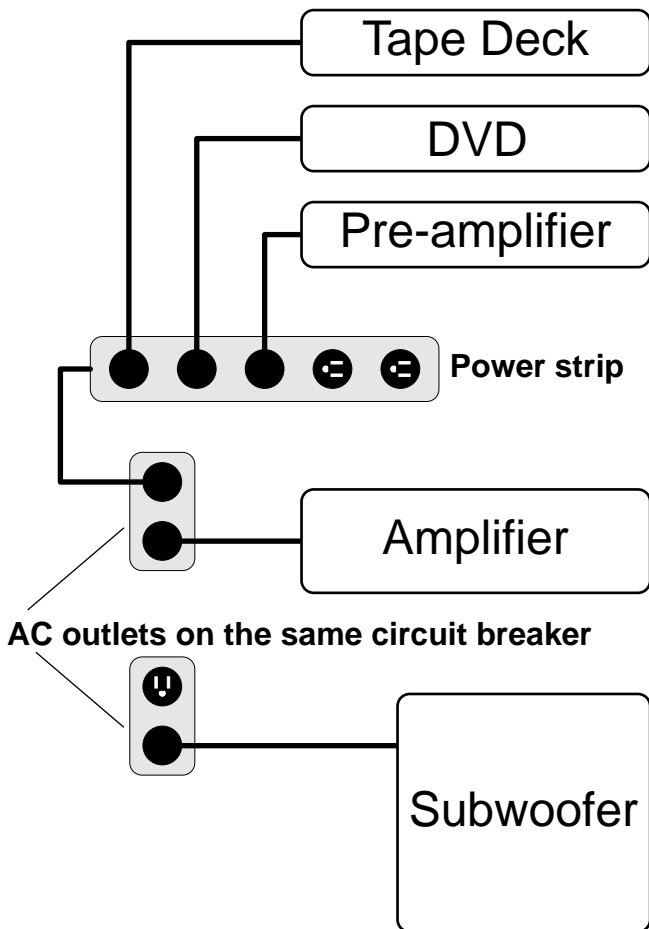 Tape Deck
DVD
Pre-amplifier
Power strip
Amplifier
AC outlets on the same circuit breaker
Subwoofer